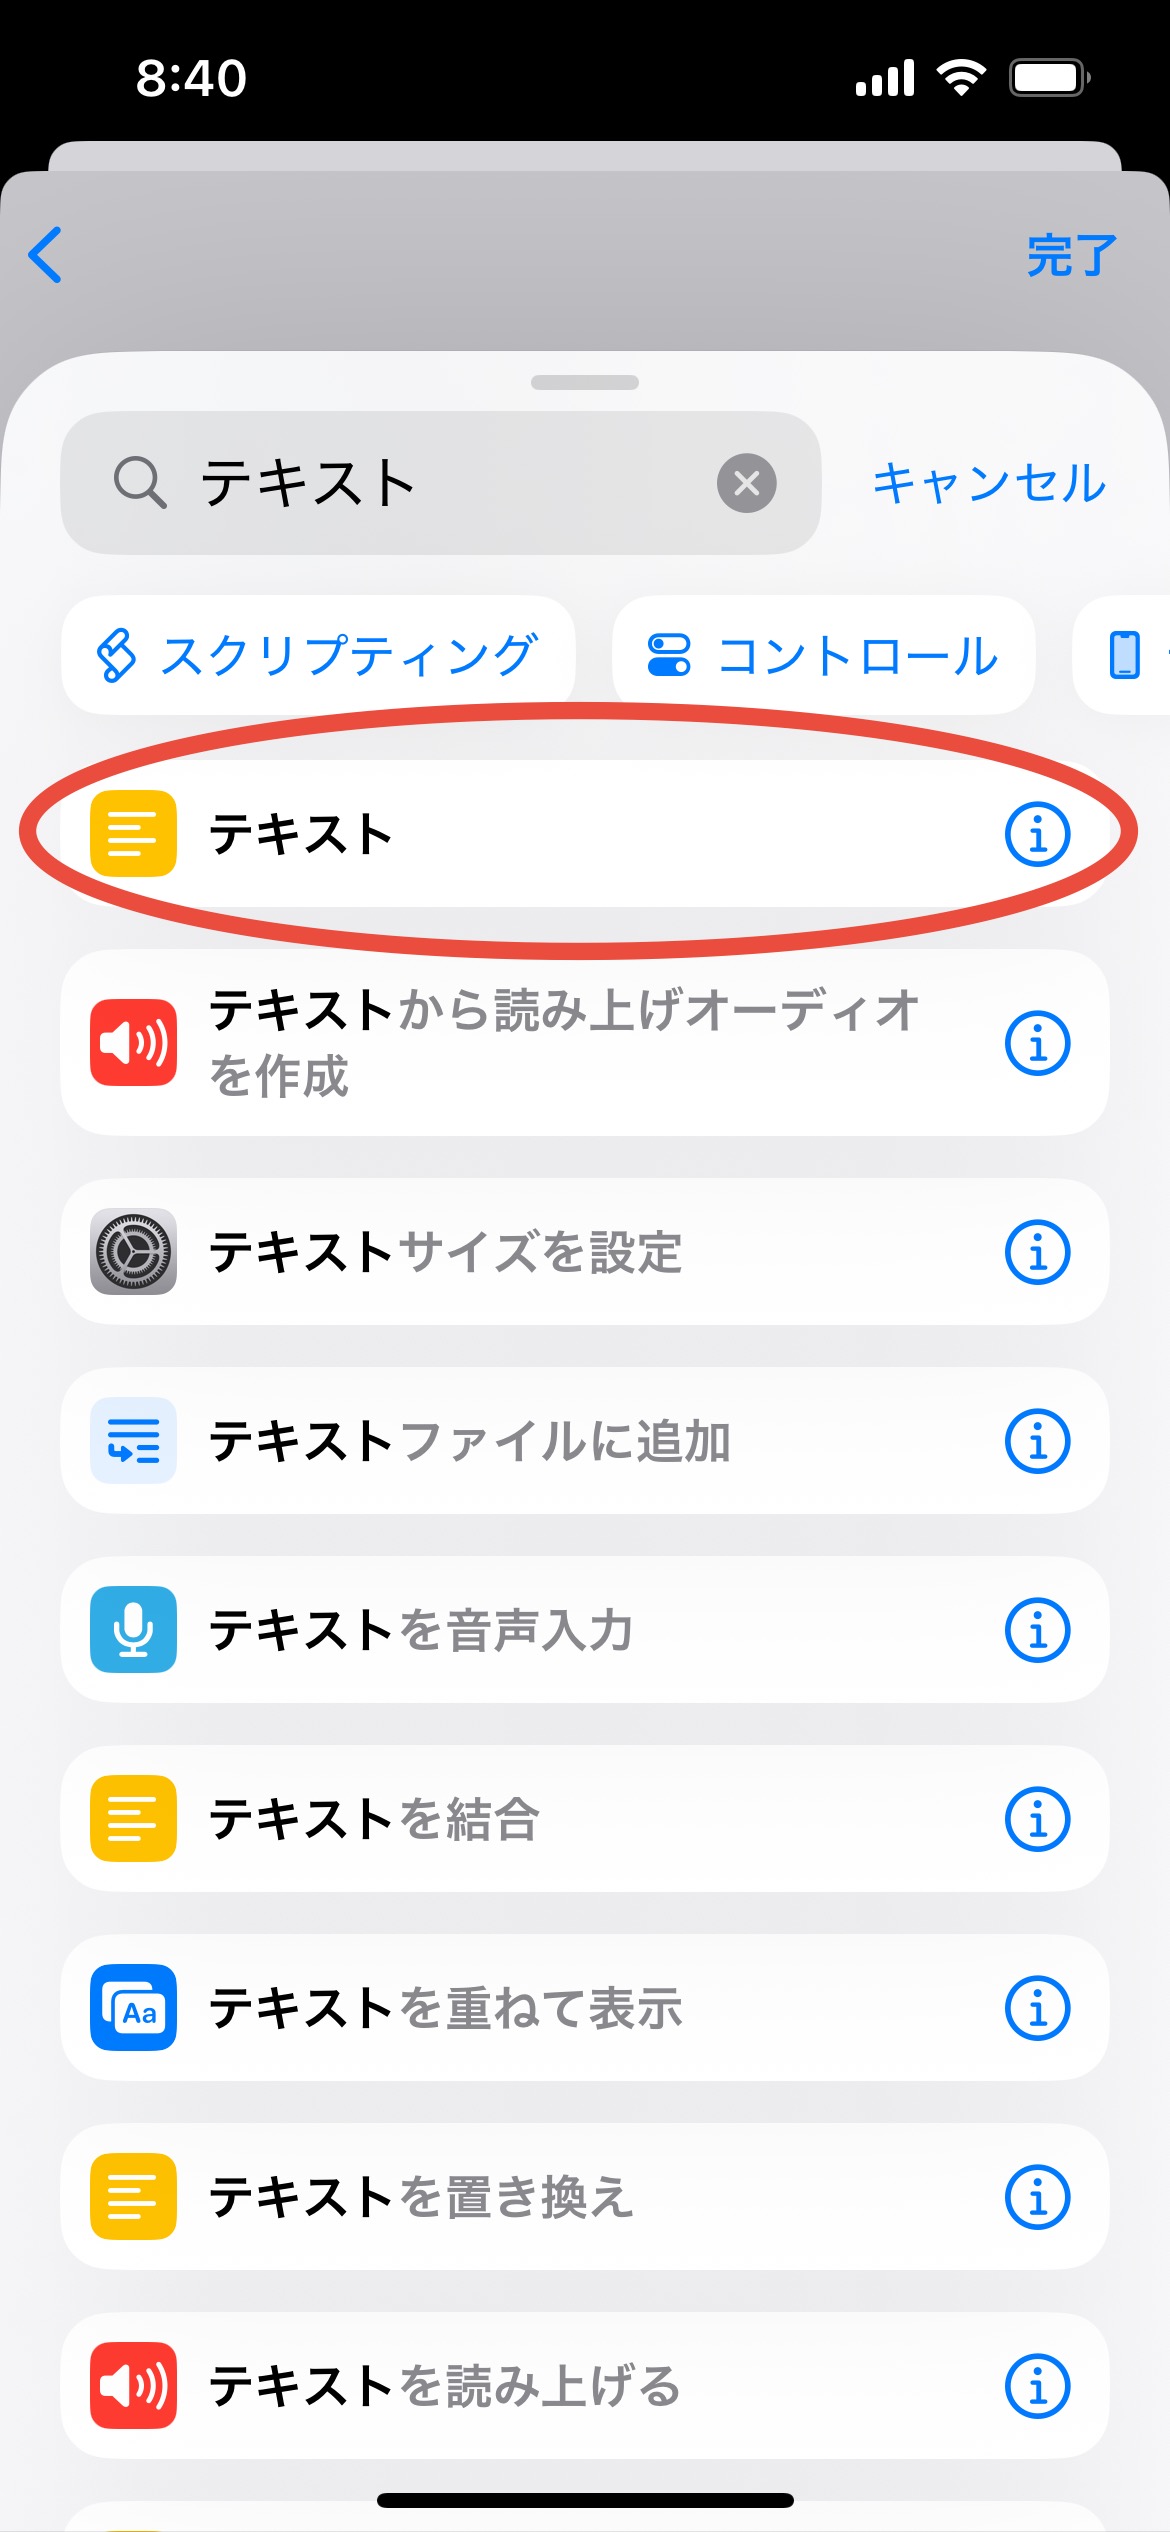 8:40
完了
テキスト
キャンセル
スクリプティング
コントロール
テキスト
テキストから読み上げオーディオ
を作成
テキストサイズを設定
テキストファイルに追加
テキストを音声入力
テキストを結合
Aa
テキストを重ねて表示
テキストを置き換え
テキストを読み上げる